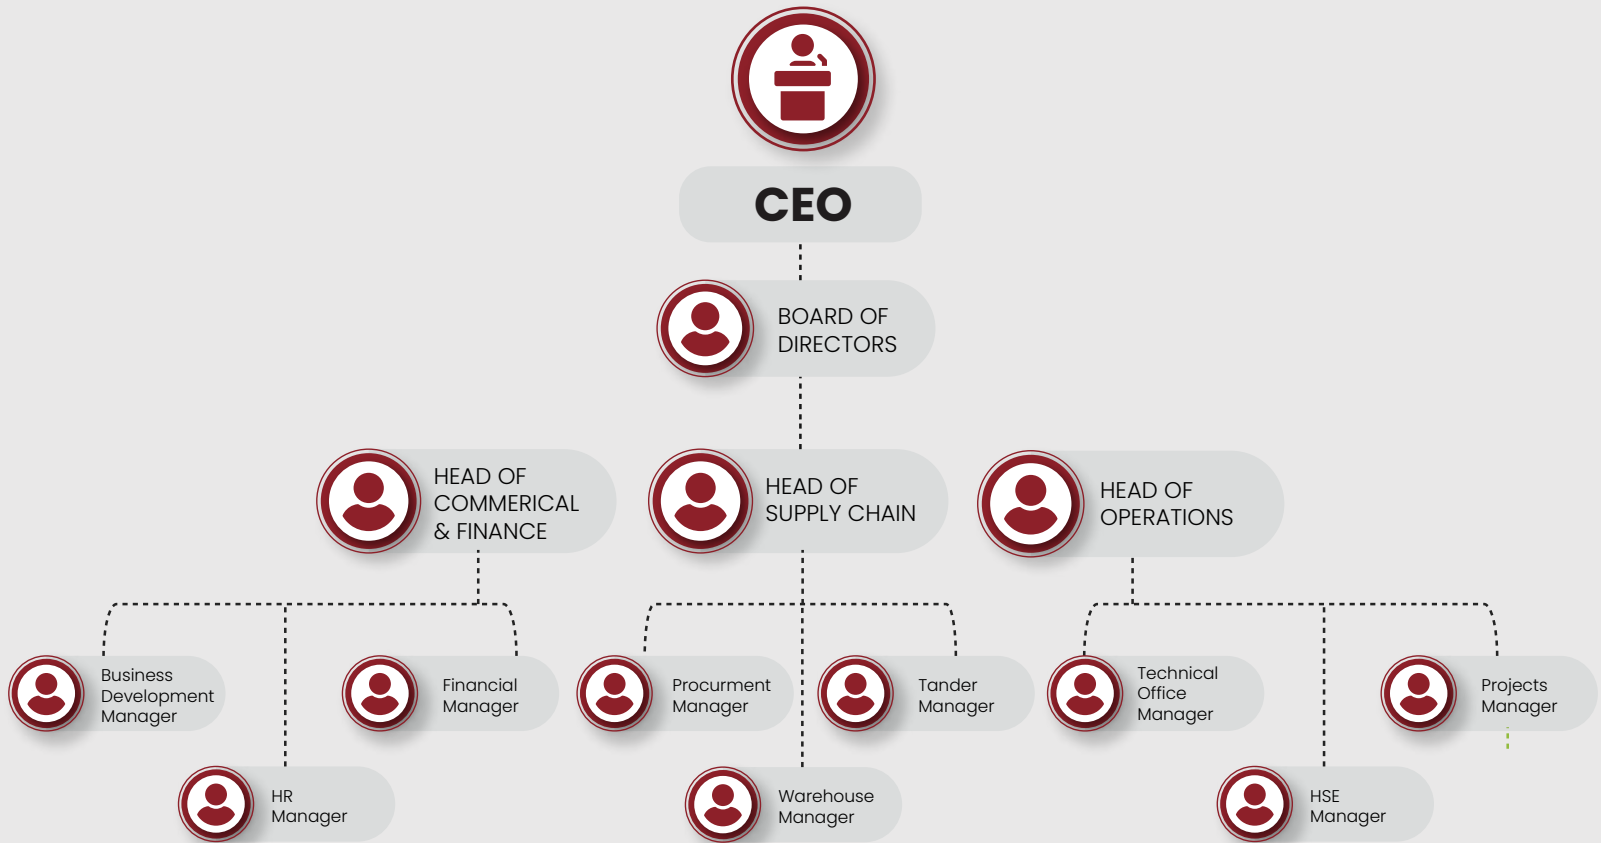 CEO
BOARD OF
DIRECTORS
HEAD OF
COMMERICAL
& FINANCE
HEAD OF
SUPPLY CHAIN
HEAD OF
OPERATIONS
Business
Development
Manager
Financial
Manager
Procurment
Manager
Tander
Manager
Technical
Office
Manager
Projects
Manager
HR
Manager
Warehouse
Manager
HSE
Manager